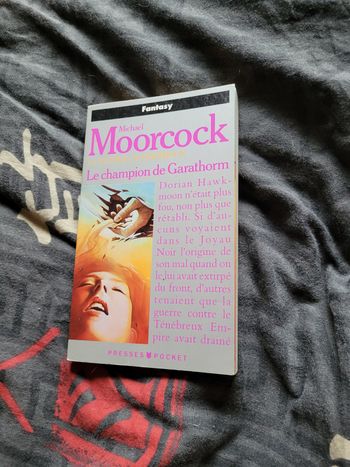 Fantasy
Michael
Moorcock
Le champion de Garathorm
Dorian Hawk-
moon n'était plus
fou, non plus que
rétabli. Si d'au-
cuns voyaient
dans le Joyau
Noir l'origine de
son mal quand on
le lui avait extirpé
du front, d'autres
tenaient que la
guerre contre le
Ténébreux Em-
pire avait drainé
PRESSES POCKET